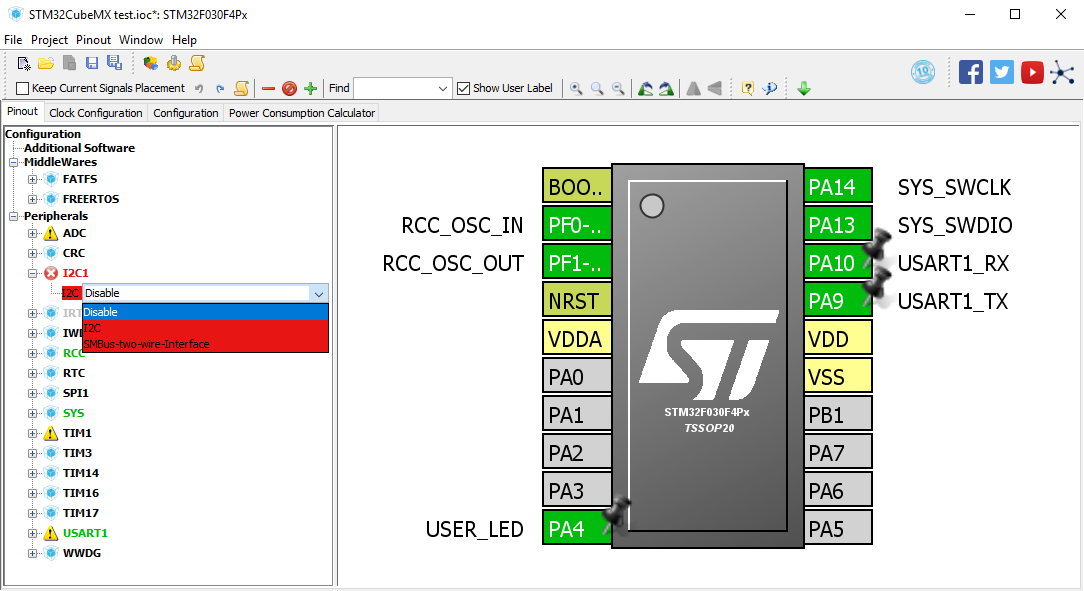 STM32CubeMX test.ioc*: STM32F030F4Px
File Project Pinout Window Help
Keep Current Signals Placement Find Show User Label
Pinout Clock Configuration Configuration Power Consumption Calculator
Configuration
Additional Software
MiddleWares
FATFS
FREERTOS
Peripherals
ADC
CRC
I2C1
I2C Disable
Disable
I2C
SMBus-two-wire-Interface
IRT
IWI
RCC
RTC
SPI1
SYS
TIM1
TIM3
TIM14
TIM16
TIM17
USART1
WWDG
BOO.. PA14 SYS_SWCLK
RCC_OSC_IN PF0-.. PA13 SYS_SWDIO
RCC_OSC_OUT PF1-.. PA10 USART1_RX
NRST PA9 USART1_TX
VDDA VDD
PA0 VSS
ST
STM32F030F4Px
TSSOP20
PA1 PB1
PA2 PA7
PA3 PA6
USER_LED PA4 PA5